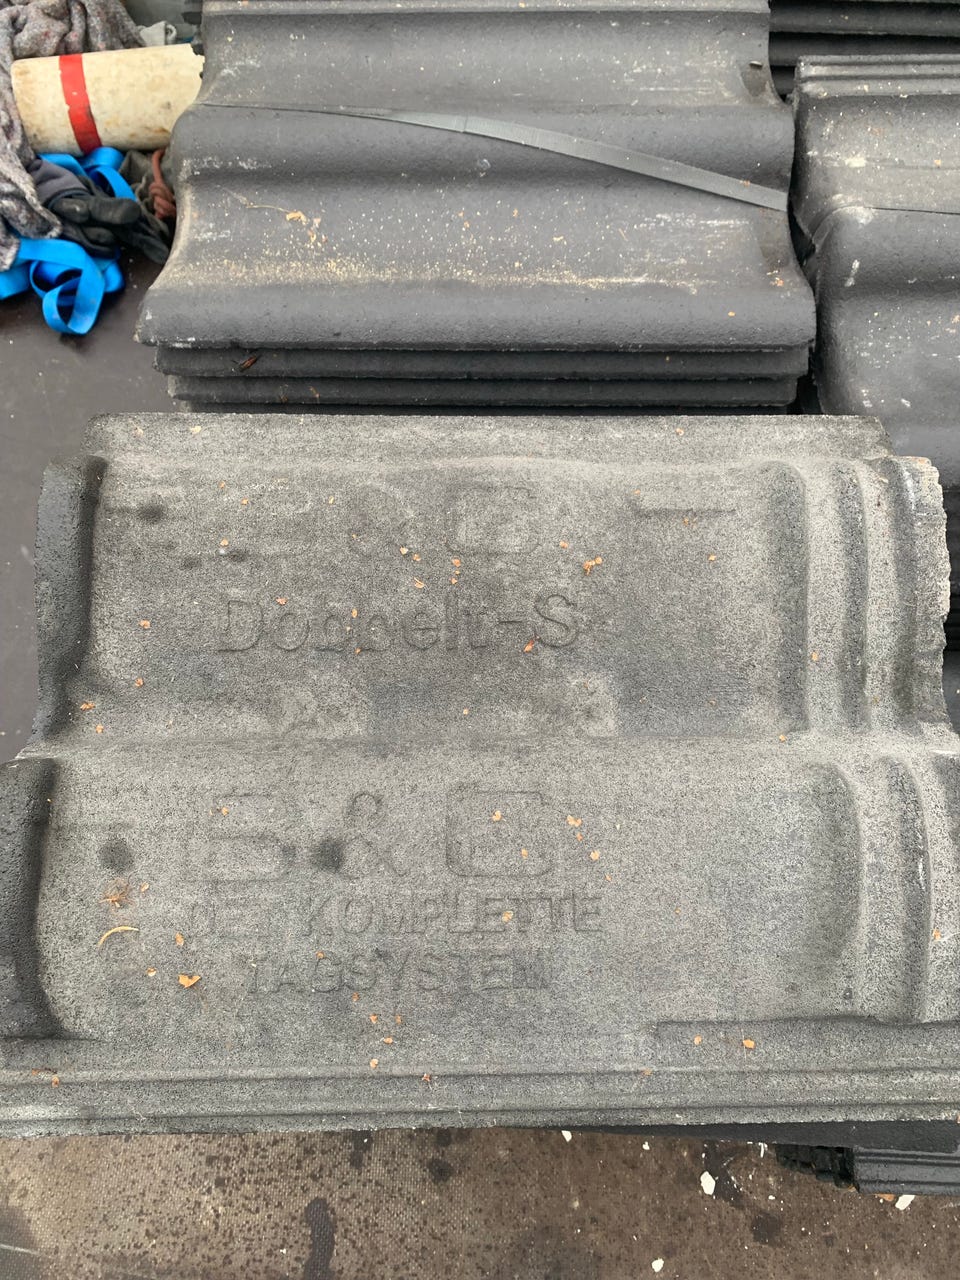 B & C
Dobbelt-S
B & C
DET KOMPLETTE
TAGSYSTEM